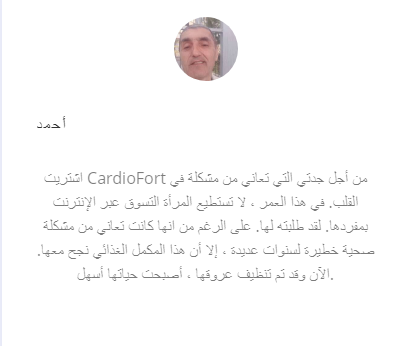 أحمد
اشتريت CardioFort من أجل جدتي التي تعاني من مشكلة في
القلب. في هذا العمر ، لا تستطيع المرأة التسوق عبر الإنترنت
بمفردها. لقد طلبته لها. على الرغم من انها كانت تعاني من مشكلة
صحية خطيرة لسنوات عديدة ، إلا أن هذا المكمل الغذائي نجح معها.
الآن وقد تم تنظيف عروقها ، أصبحت حياتها أسهل.